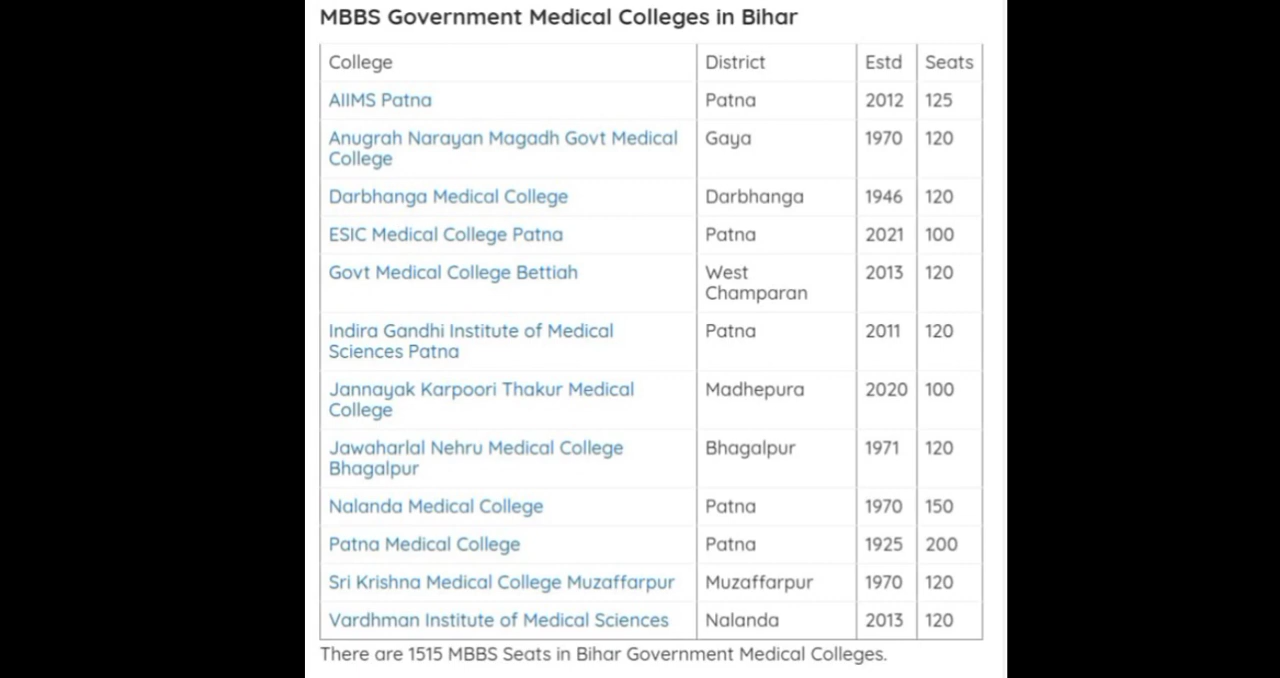 MBBS Government Medical Colleges in Bihar
College District Estd Seats
AIIMS Patna Patna 2012 125
Anugrah Narayan Magadh Govt Medical Gaya 1970 120
College
Darbhanga Medical College Darbhanga 1946 120
ESIC Medical College Patna Patna 2021 100
Govt Medical College Bettiah West 2013 120
Champaran
Indira Gandhi Institute of Medical Patna 2011 120
Sciences Patna
Jannayak Karpoori Thakur Medical Madhepura 2020 100
College
Jawaharlal Nehru Medical College Bhagalpur 1971 120
Bhagalpur
Nalanda Medical College Patna 1970 150
Patna Medical College Patna 1925 200
Sri Krishna Medical College Muzaffarpur Muzaffarpur 1970 120
Vardhman Institute of Medical Sciences Nalanda 2013 120
There are 1515 MBBS Seats in Bihar Government Medical Colleges.